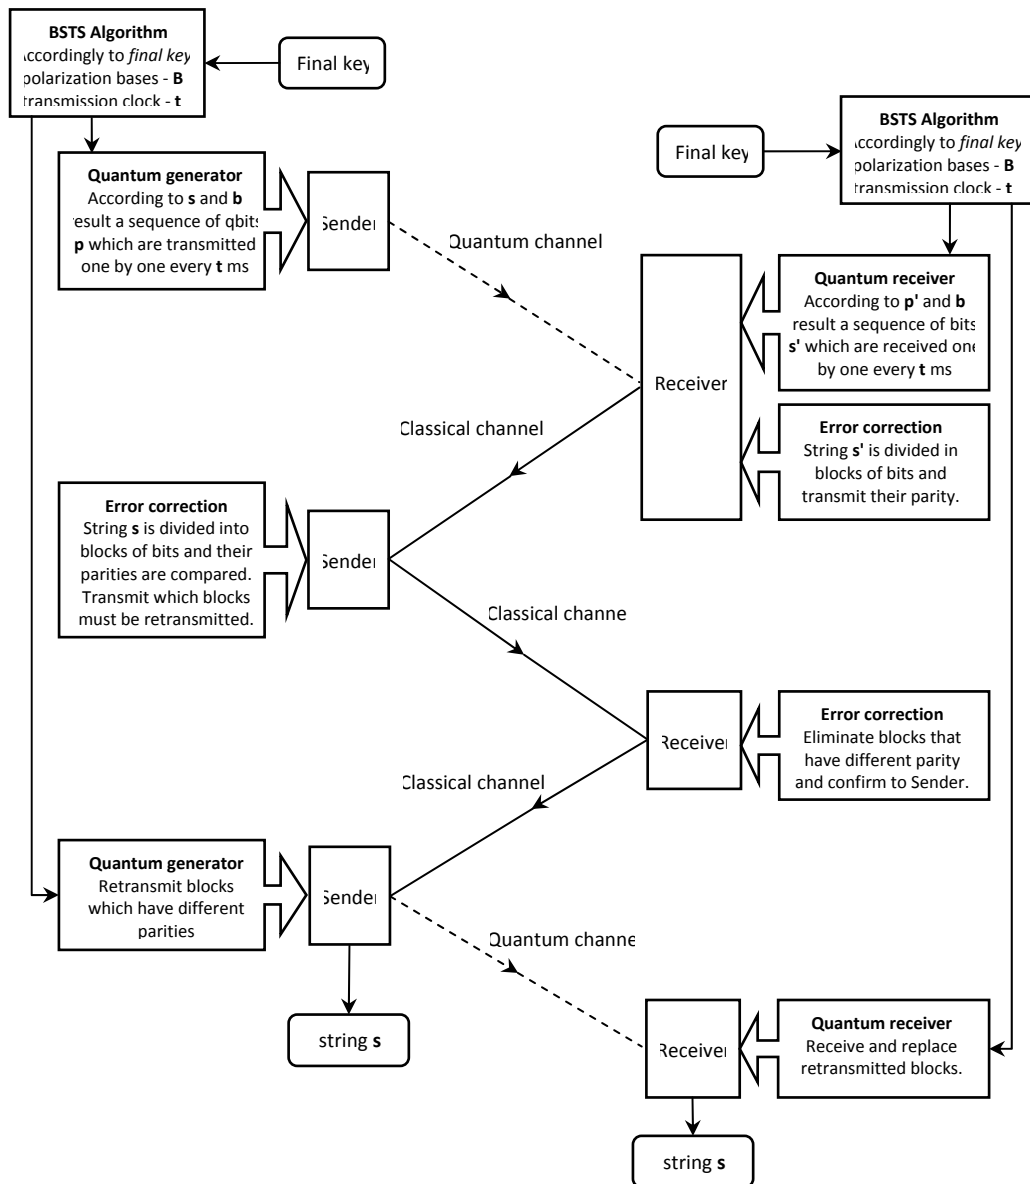 BSTS Algorithm
Accordingly to final key
polarization bases - B
transmission clock - t
Final key
BSTS Algorithm
Accordingly to final key
polarization bases - B
transmission clock - t
Final key
Quantum generator
According to s and b
result a sequence of qbits
p which are transmitted
one by one every t ms
Sender
Quantum channel
Quantum receiver
According to p' and b
result a sequence of bits
s' which are received one
by one every t ms
Receiver
Classical channel
Error correction
String s' is divided in
blocks of bits and
transmit their parity.
Error correction
String s is divided into
blocks of bits and their
parities are compared.
Transmit which blocks
must be retransmitted.
Sender
Classical channe
Receiver
Error correction
Eliminate blocks that
have different parity
and confirm to Sender.
Classical channel
Quantum generator
Retransmit blocks
which have different
parities
Sender
Quantum channe
string s
Receiver
Quantum receiver
Receive and replace
retransmitted blocks.
string s